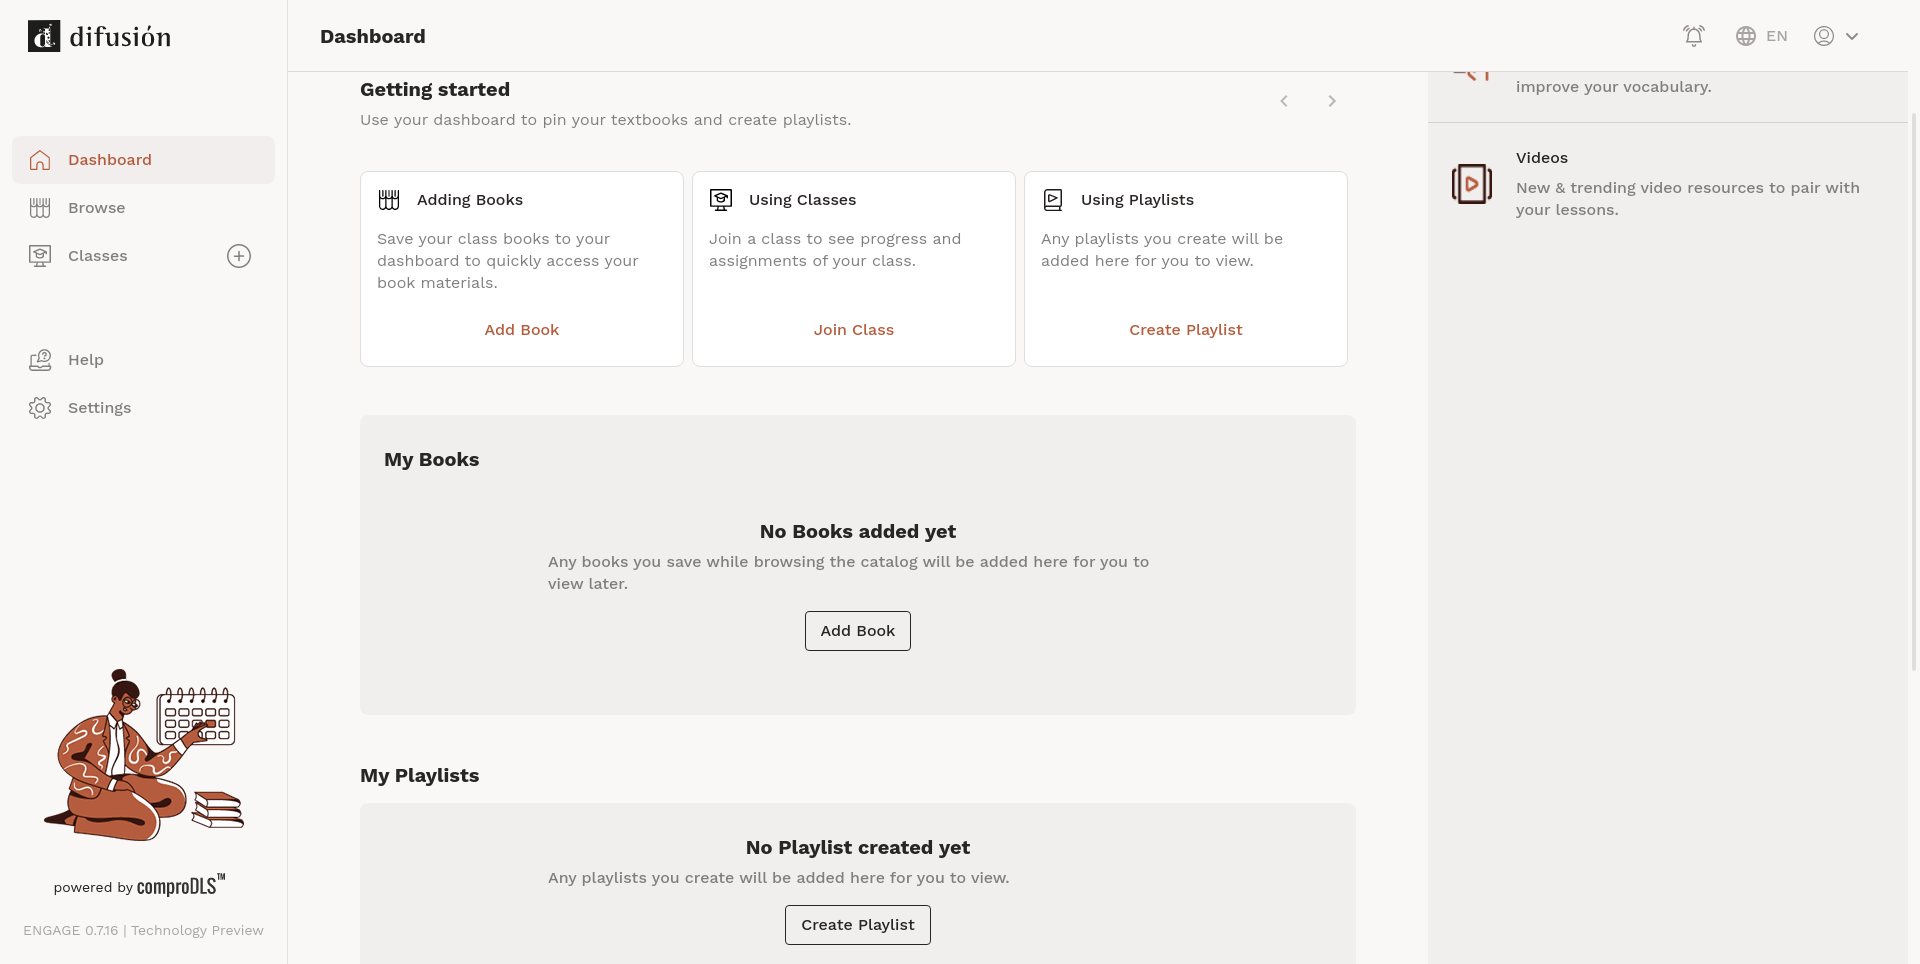 difusión
Dashboard
EN
Dashboard
Browse
Classes
Help
Settings
powered by comproDLS™
ENGAGE 0.7.16 | Technology Preview
Getting started
Use your dashboard to pin your textbooks and create playlists.
Adding Books
Save your class books to your
dashboard to quickly access your
book materials.
Add Book
Using Classes
Join a class to see progress and
assignments of your class.
Join Class
Using Playlists
Any playlists you create will be
added here for you to view.
Create Playlist
My Books
No Books added yet
Any books you save while browsing the catalog will be added here for you to
view later.
Add Book
My Playlists
No Playlist created yet
Any playlists you create will be added here for you to view.
Create Playlist
improve your vocabulary.
Videos
New & trending video resources to pair with
your lessons.